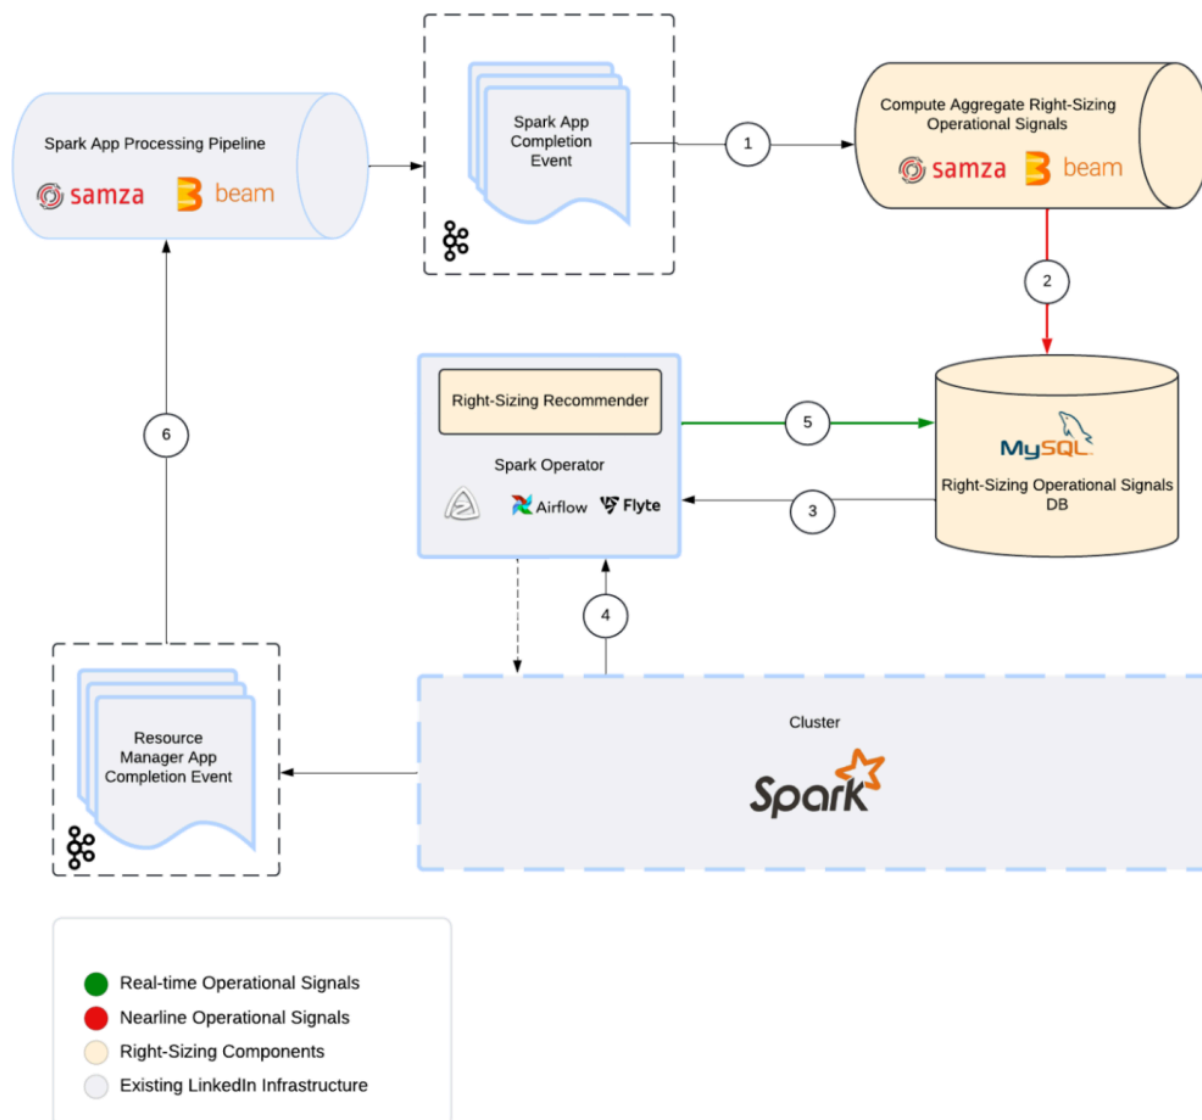 Spark App Processing Pipeline
samza
beam
Spark App
Completion
Event
1
Compute Aggregate Right-Sizing
Operational Signals
samza
beam
2
Right-Sizing Recommender
Spark Operator
Airflow
Flyte
5
3
MySQL
Right-Sizing Operational Signals
DB
6
4
Resource
Manager App
Completion Event
Cluster
Spark
Real-time Operational Signals
Nearline Operational Signals
Right-Sizing Components
Existing LinkedIn Infrastructure